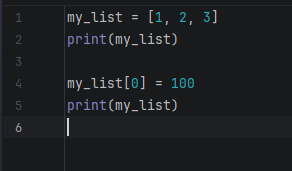 1 my_list = [1, 2, 3]
2 print(my_list)
3
4 my_list[0] = 100
5 print(my_list)
6